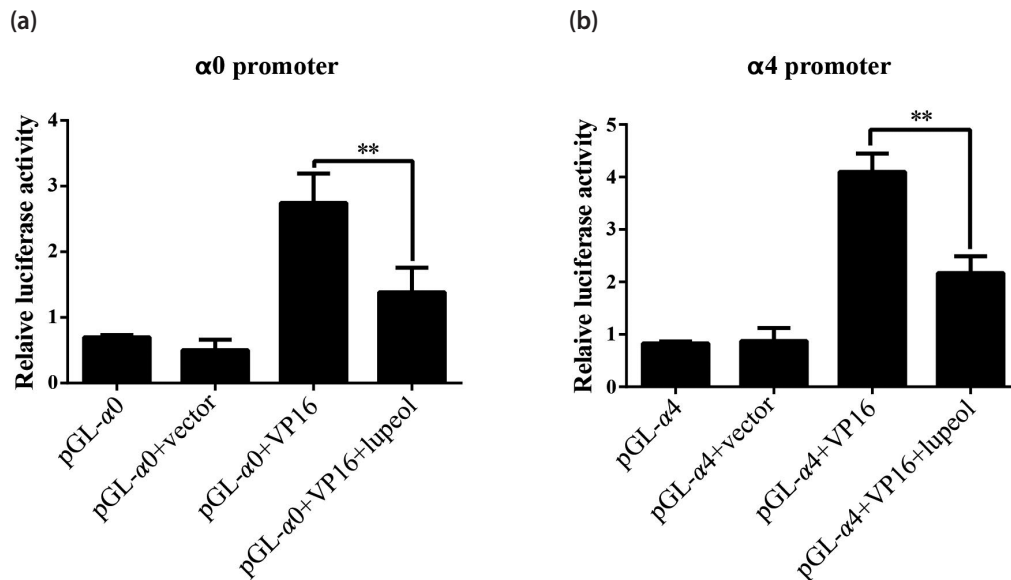 (a)
α0 promoter
Relaive luciferase activity
4
3
2
1
0
**
pGL-α0
pGL-α0+vector
pGL-α0+VP16
pGL-α0+VP16+lupeol
(b)
α4 promoter
Relaive luciferase activity
5
4
3
2
1
0
**
pGL-α4
pGL-α4+vector
pGL-α4+VP16
pGL-α4+VP16+lupeol